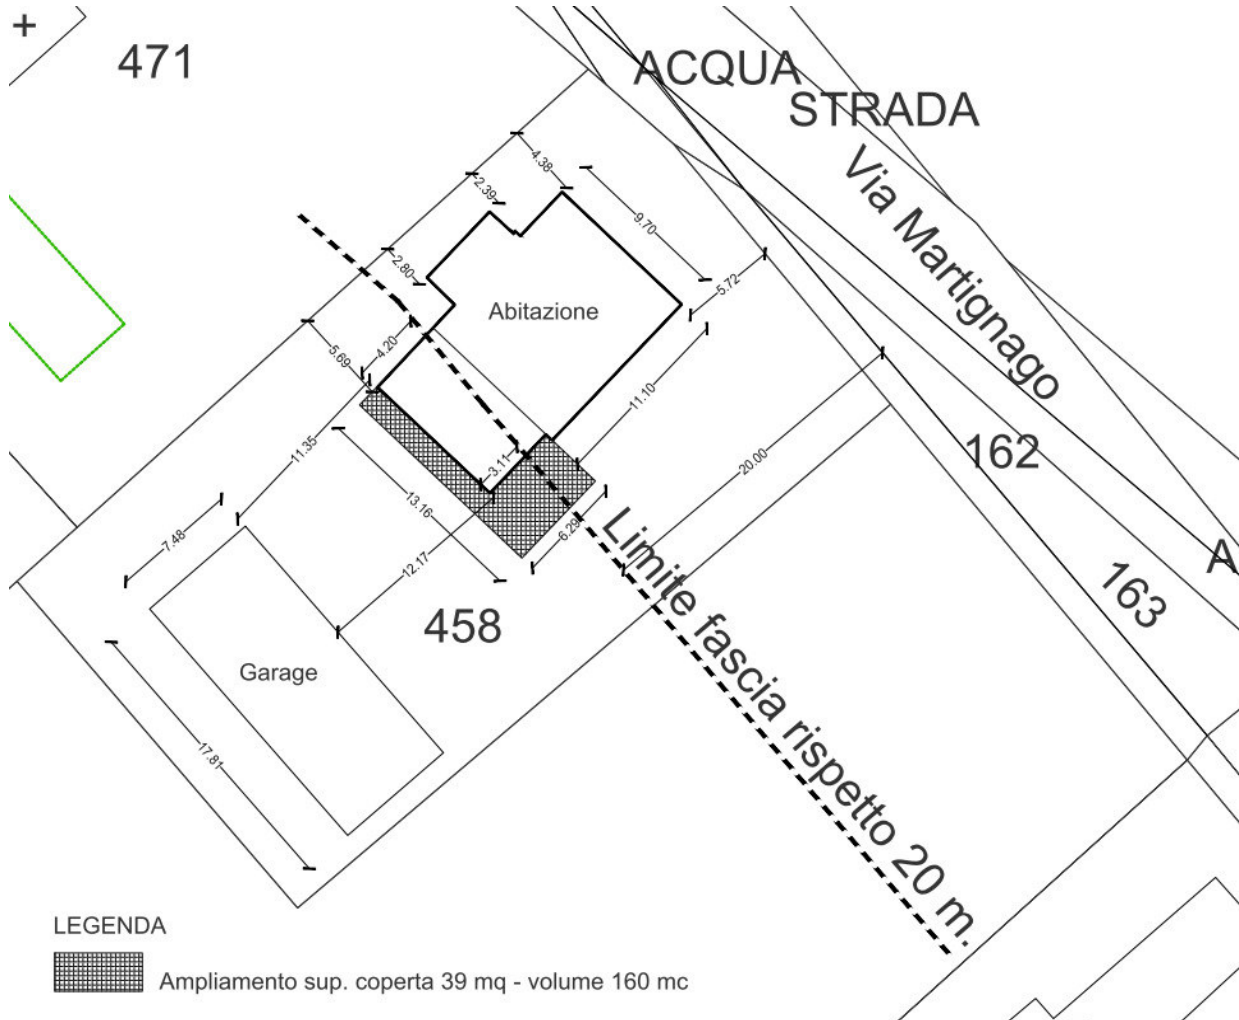 +
471
ACQUA
STRADA
Via Martignago
4.38
2.39
9.70
2.80
5.72
Abitazione
4.20
5.69
11.10
11.35
3.11
20.00
162
13.16
7.48
6.29
12.17
Limite fascia rispetto 20 m.
A
163
458
Garage
17.81
LEGENDA
Ampliamento sup. coperta 39 mq - volume 160 mc